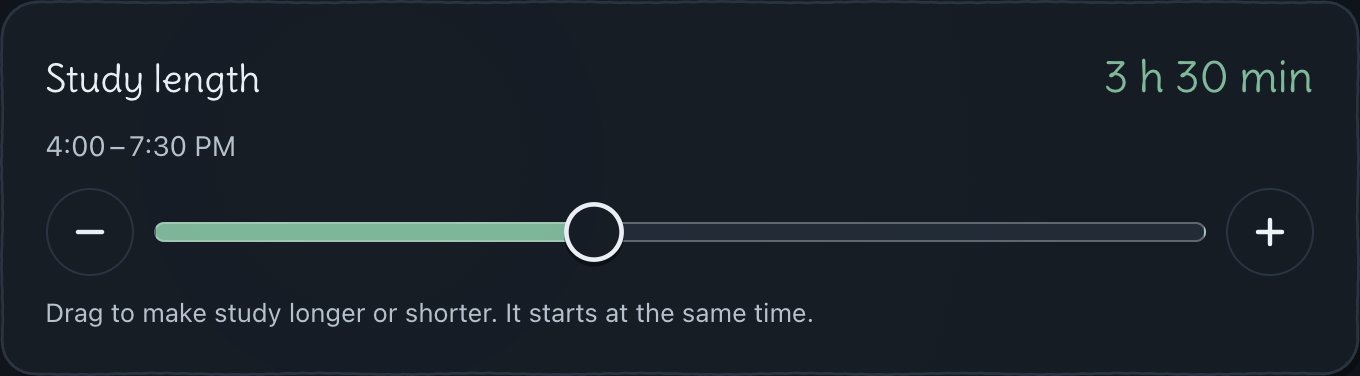 Study length
3 h 30 min
4:00–7:30 PM
Drag to make study longer or shorter. It starts at the same time.